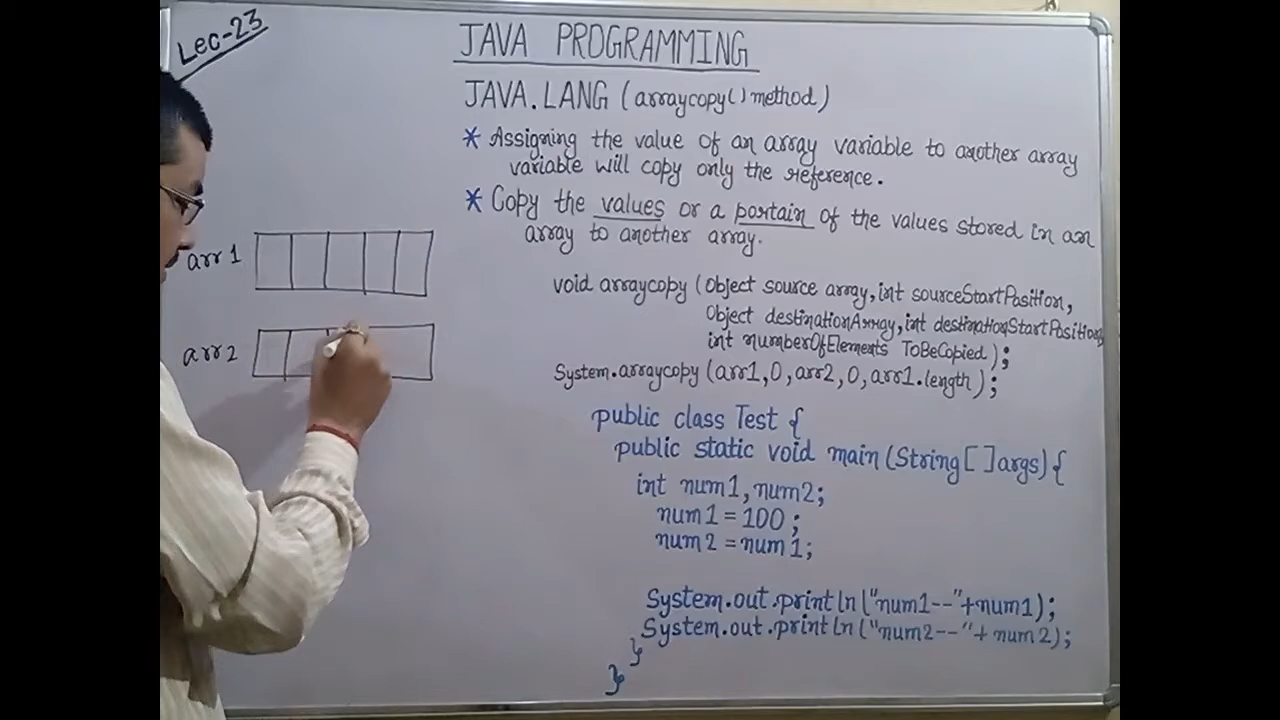 Lec-23
JAVA PROGRAMMING
JAVA.LANG (arraycopy() method)
* Assigning the value of an array variable to another array
variable will copy only the reference.
* Copy the values or a portain of the values stored in an
array to another array.
arr 1
arr 2
void arraycopy (Object source array, int sourceStartPosition,
Object destinationArray, int destinationStartPosition,
int numberOfElements ToBeCopied);
System.arraycopy (arr1, 0, arr2, 0, arr1.length);
public class Test {
public static void main (String[ ] args) {
int num1, num2;
num1 = 100;
num2 = num1;
System.out.println ("num1--"+num1);
System.out.println ("num2--"+ num2);
}
}